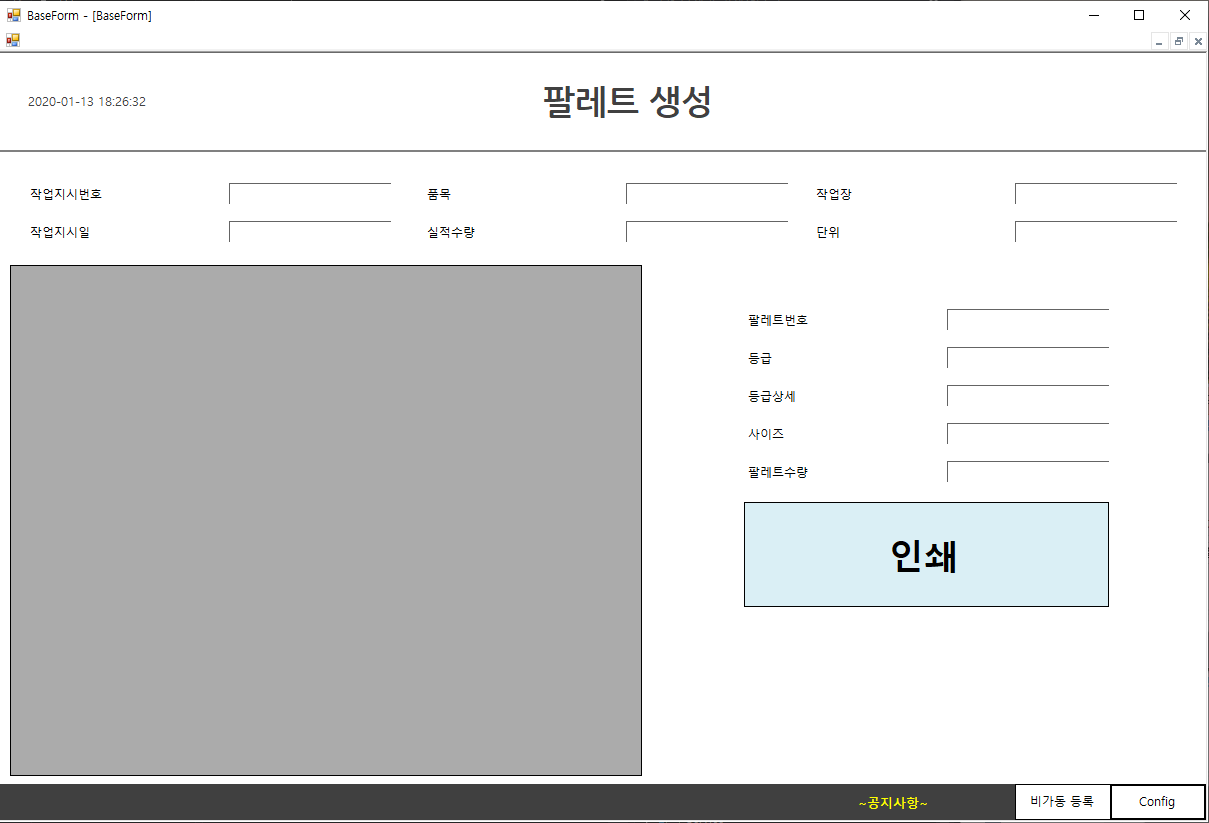 BaseForm - [BaseForm]
2020-01-13 18:26:32
팔레트 생성
작업지시번호 품목 작업장
작업지시일 실적수량 단위
팔레트번호
등급
등급상세
사이즈
팔레트수량
인쇄
~공지사항~ 비가동 등록 Config